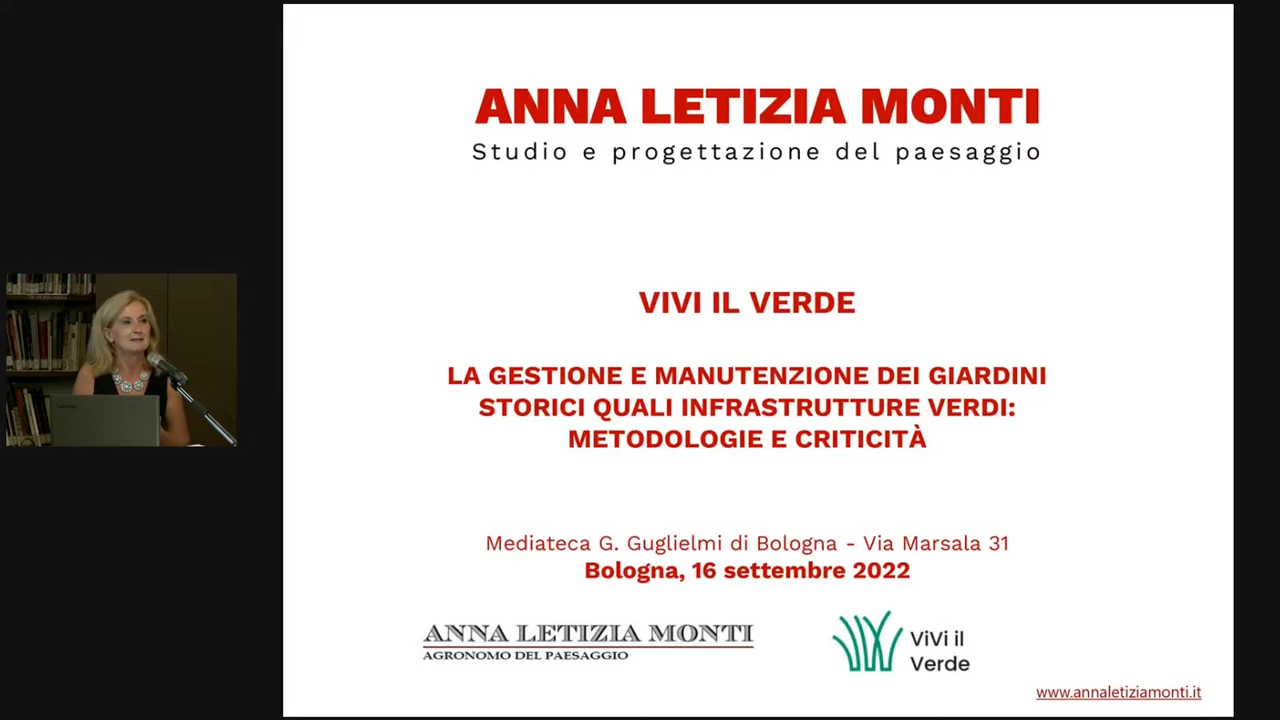 ANNA LETIZIA MONTI
Studio e progettazione del paesaggio
VIVI IL VERDE
LA GESTIONE E MANUTENZIONE DEI GIARDINI
STORICI QUALI INFRASTRUTTURE VERDI:
METODOLOGIE E CRITICITÀ
Mediateca G. Guglielmi di Bologna - Via Marsala 31
Bologna, 16 settembre 2022
ANNA LETIZIA MONTI
AGRONOMO DEL PAESAGGIO
ViVi il
Verde
www.annaletiziamonti.it